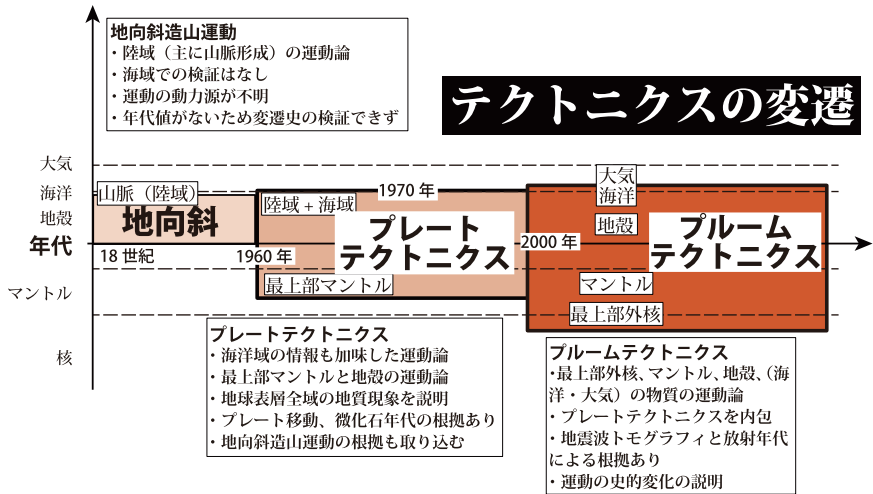 地向斜造山運動
・陸域（主に山脈形成）の運動論
・海域での検証はなし
・運動の動力源が不明
・年代値がないため変遷史の検証できず
テクトニクスの変遷
大気
海洋
地殻
年代
マントル
核
山脈（陸域）
地向斜
18 世紀
1960 年
陸域 + 海域
1970 年
プレート
テクトニクス
最上部マントル
2000 年
大気
海洋
地殻
プルーム
テクトニクス
マントル
最上部外核
プレートテクトニクス
・海洋域の情報も加味した運動論
・最上部マントルと地殻の運動論
・地球表層全域の地質現象を説明
・プレート移動、微化石年代の根拠あり
・地向斜造山運動の根拠も取り込む
プルームテクトニクス
・最上部外核、マントル、地殻、（海
洋・大気）の物質の運動論
・プレートテクトニクスを内包
・地震波トモグラフィと放射年代
による根拠あり
・運動の史的変化の説明